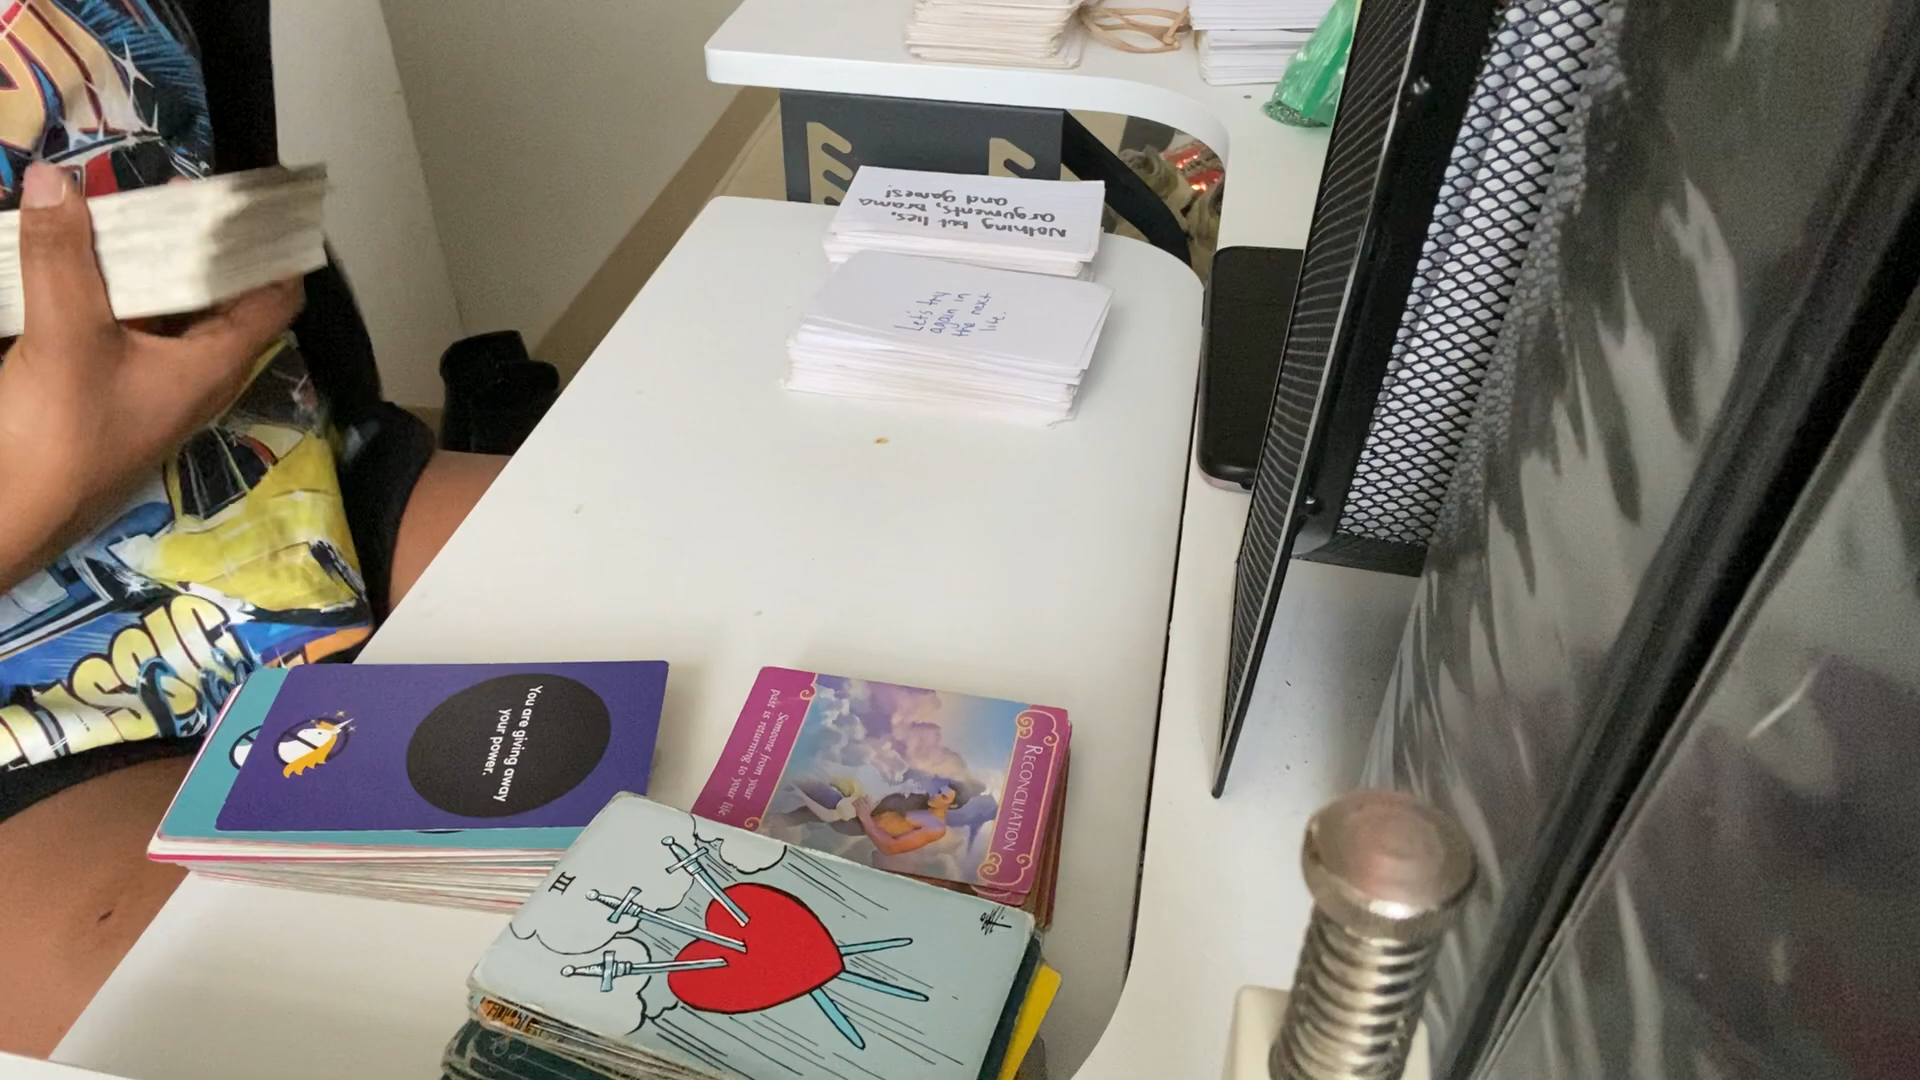 Nothing but lies,
arguments, drama
and games!
Let's try
again in
the next
life.
You are giving away
your power.
RECONCILIATION
Someone from your
past is returning to your life
III